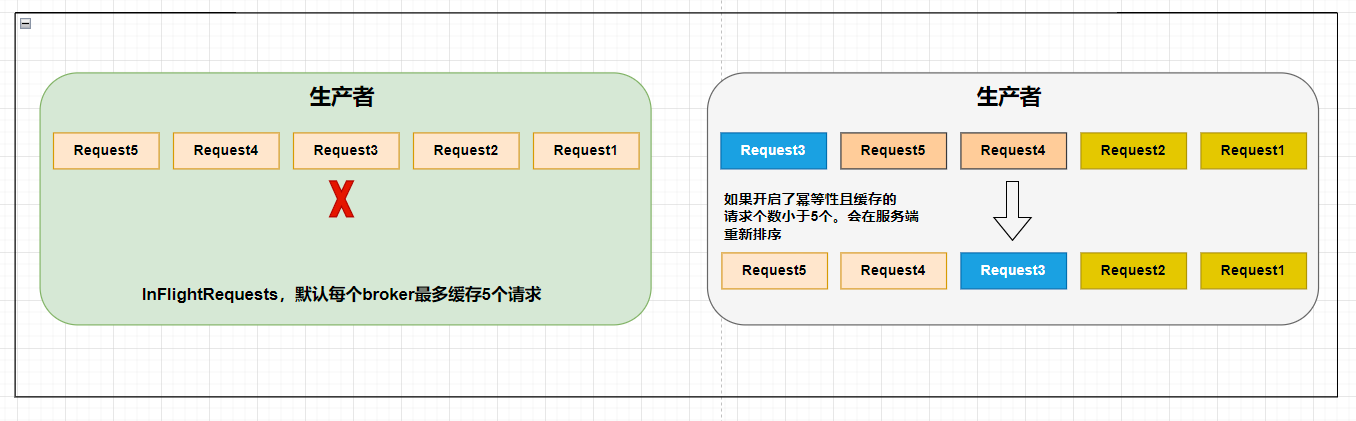 生产者
Request5 Request4 Request3 Request2 Request1
X
InFlightRequests，默认每个broker最多缓存5个请求
生产者
Request3 Request5 Request4 Request2 Request1
如果开启了幂等性且缓存的
请求个数小于5个。会在服务端
重新排序
Request5 Request4 Request3 Request2 Request1